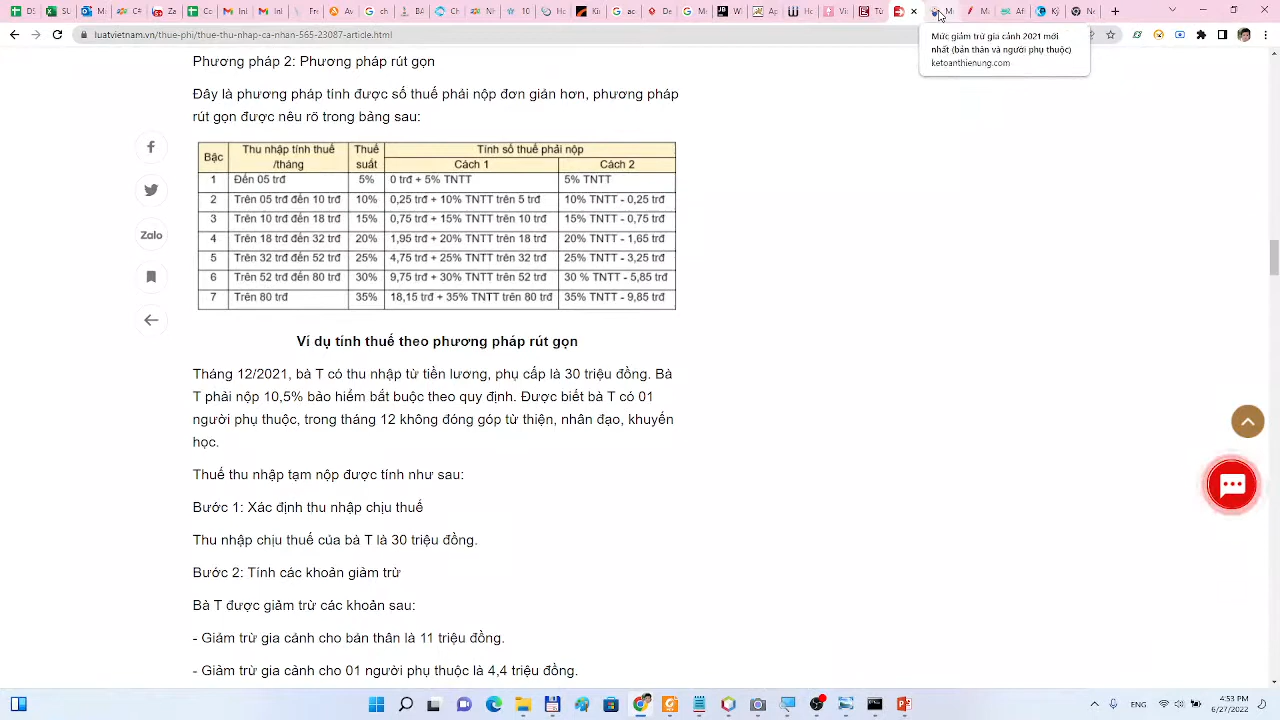 luatvietnam.vn/thue-phi/thue-thu-nhap-ca-nhan-565-23087-article.html
Mức giảm trừ gia cảnh 2021 mới
nhất (bản thân và người phụ thuộc)
ketoanthienung.com
Phương pháp 2: Phương pháp rút gọn
Đây là phương pháp tính được số thuế phải nộp đơn giản hơn, phương pháp
rút gọn được nêu rõ trong bảng sau:
Bậc Thu nhập tính thuế /tháng Thuế suất Tính số thuế phải nộp
Cách 1 Cách 2
1 Đến 05 trđ 5% 0 trđ + 5% TNTT 5% TNTT
2 Trên 05 trđ đến 10 trđ 10% 0,25 trđ + 10% TNTT trên 5 trđ 10% TNTT - 0,25 trđ
3 Trên 10 trđ đến 18 trđ 15% 0,75 trđ + 15% TNTT trên 10 trđ 15% TNTT - 0,75 trđ
4 Trên 18 trđ đến 32 trđ 20% 1,95 trđ + 20% TNTT trên 18 trđ 20% TNTT - 1,65 trđ
5 Trên 32 trđ đến 52 trđ 25% 4,75 trđ + 25% TNTT trên 32 trđ 25% TNTT - 3,25 trđ
6 Trên 52 trđ đến 80 trđ 30% 9,75 trđ + 30% TNTT trên 52 trđ 30 % TNTT - 5,85 trđ
7 Trên 80 trđ 35% 18,15 trđ + 35% TNTT trên 80 trđ 35% TNTT - 9,85 trđ
Zalo
Ví dụ tính thuế theo phương pháp rút gọn
Tháng 12/2021, bà T có thu nhập từ tiền lương, phụ cấp là 30 triệu đồng. Bà
T phải nộp 10,5% bảo hiểm bắt buộc theo quy định. Được biết bà T có 01
người phụ thuộc, trong tháng 12 không đóng góp từ thiện, nhân đạo, khuyến
học.
Thuế thu nhập tạm nộp được tính như sau:
Bước 1: Xác định thu nhập chịu thuế
Thu nhập chịu thuế của bà T là 30 triệu đồng.
Bước 2: Tính các khoản giảm trừ
Bà T được giảm trừ các khoản sau:
- Giảm trừ gia cảnh cho bản thân là 11 triệu đồng.
- Giảm trừ gia cảnh cho 01 người phụ thuộc là 4,4 triệu đồng.
4:53 PM
6/27/2022